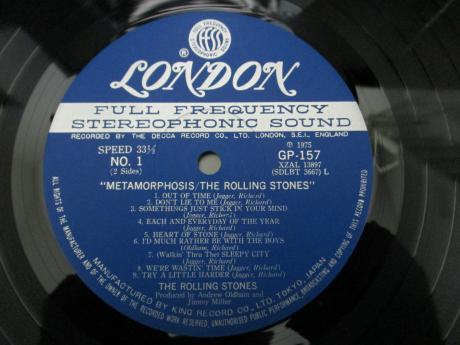 FULL FREQUENCY STEREOPHONIC SOUND
ffss
®
LONDON
FULL FREQUENCY
STEREOPHONIC SOUND
RECORDED BY THE DECCA RECORD CO., LTD. LONDON, S.E.I., ENGLAND
SPEED 33⅓
NO. 1
(2 Sides)
℗ 1975
GP-157
XZAL 13897
(SDLBT 3667) L
"METAMORPHOSIS/THE ROLLING STONES"
1. OUT OF TIME (Jagger, Richard)
2. DON'T LIE TO ME (Jagger, Richard)
3. SOMETHINGS JUST STICK IN YOUR MIND
(Jagger, Richard)
4. EACH AND EVERYDAY OF THE YEAR
(Jagger, Richard)
5. HEART OF STONE (Jagger, Richard)
6. I'D MUCH RATHER BE WITH THE BOYS
(Oldham, Richard)
7. (Walkin' Thru The) SLEEPY CITY
(Jagger, Richard)
8. WE'RE WASTIN' TIME (Jagger, Richard)
9. TRY A LITTLE HARDER (Jagger, Richard)
THE ROLLING STONES
Produced by Andrew Oldham and
Jimmy Miller
MANUFACTURED BY KING RECORD CO., LTD. TOKYO, JAPAN
ALL RIGHTS OF THE MANUFACTURER AND OF THE OWNER OF THE RECORDED WORK RESERVED. UNAUTHORISED PUBLIC PERFORMANCE, BROADCASTING AND COPYING OF THIS RECORD PROHIBITED